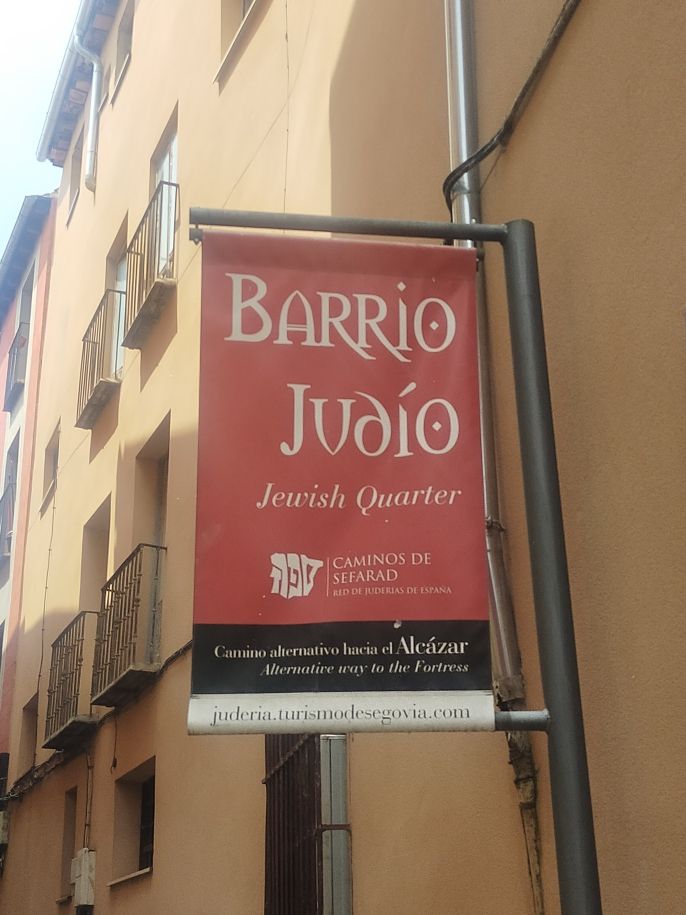 BARRIO
JUDÍO
Jewish Quarter
CAMINOS DE
SEFARAD
RED DE JUDERÍAS DE ESPAÑA
Camino alternativo hacia el Alcázar
Alternative way to the Fortress
juderia.turismodesegovia.com